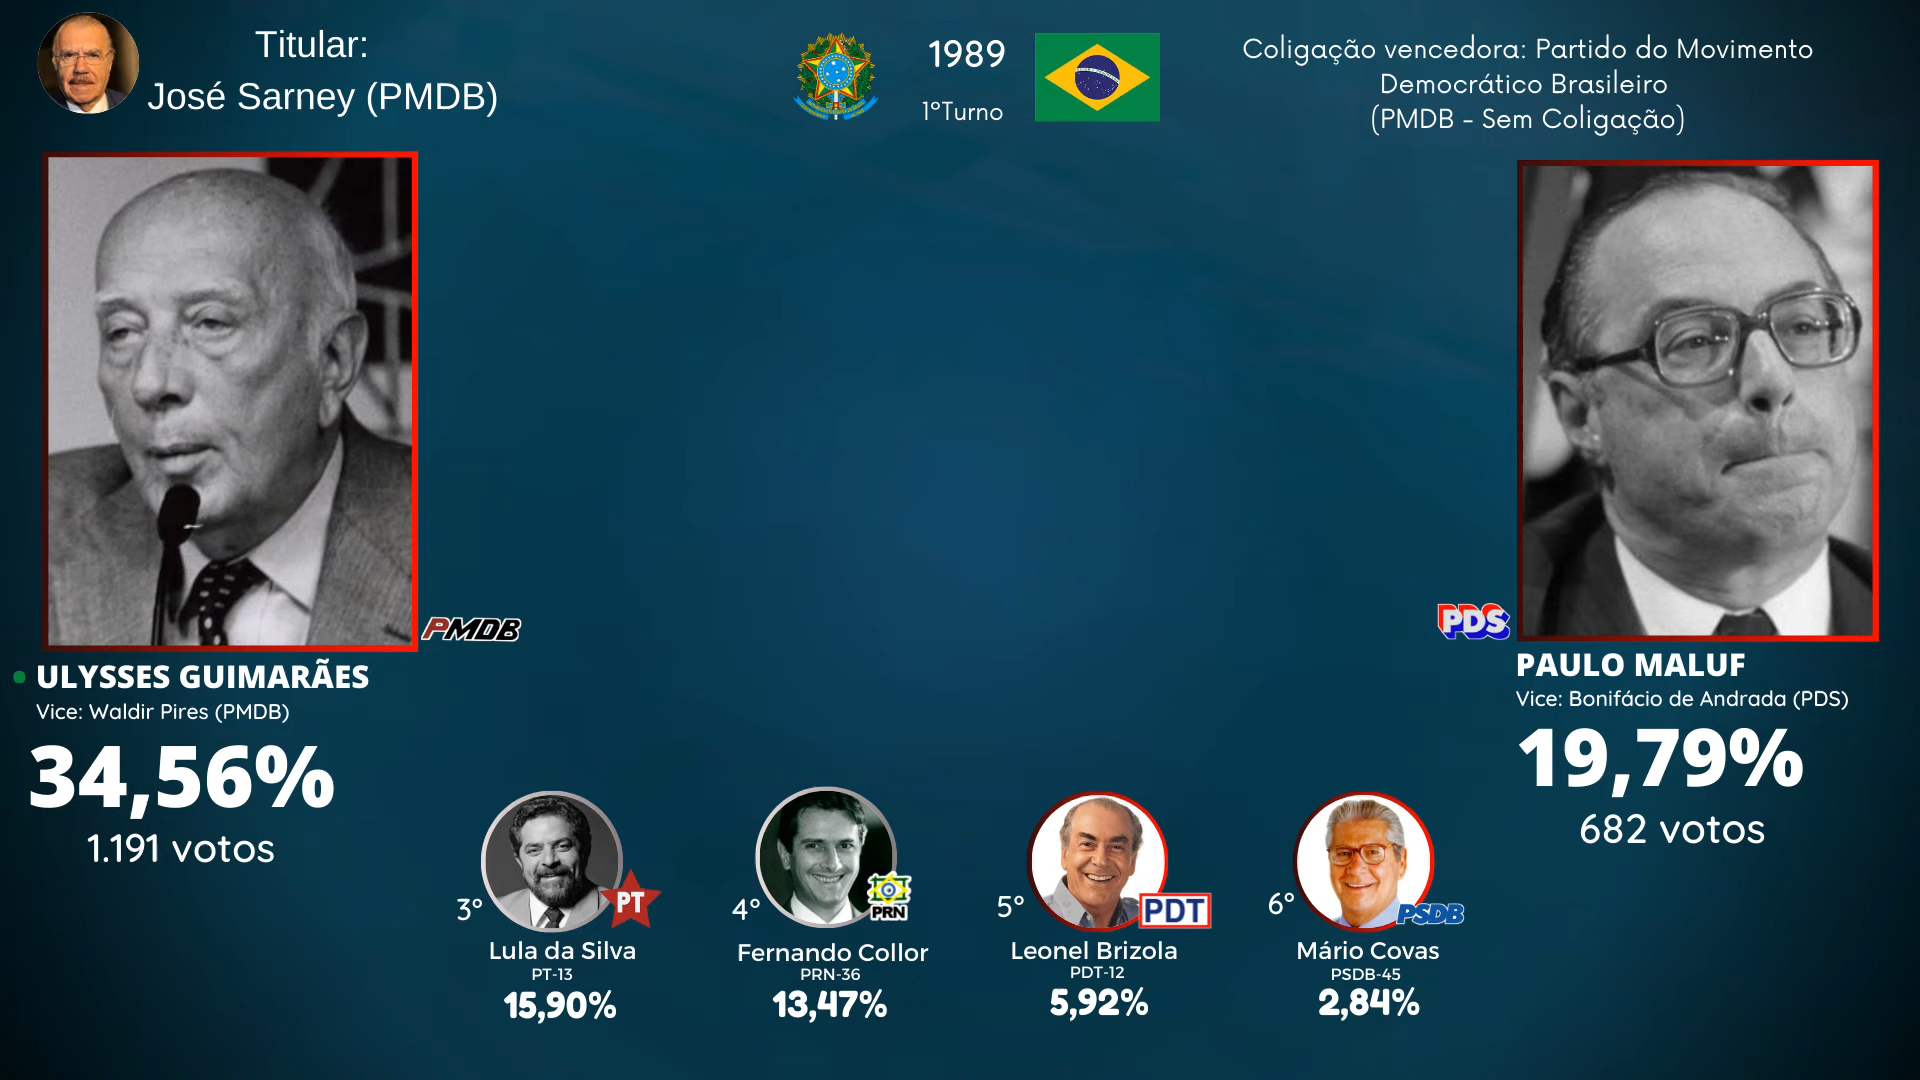 Titular:
José Sarney (PMDB)
1989
1°Turno
Coligação vencedora: Partido do Movimento
Democrático Brasileiro
(PMDB - Sem Coligação)
PMDB
ULYSSES GUIMARÃES
Vice: Waldir Pires (PMDB)
34,56%
1.191 votos
PDS
PAULO MALUF
Vice: Bonifácio de Andrada (PDS)
19,79%
682 votos
3°
PT
Lula da Silva
PT-13
15,90%
4°
PRN
Fernando Collor
PRN-36
13,47%
5°
PDT
Leonel Brizola
PDT-12
5,92%
6°
PSDB
Mário Covas
PSDB-45
2,84%